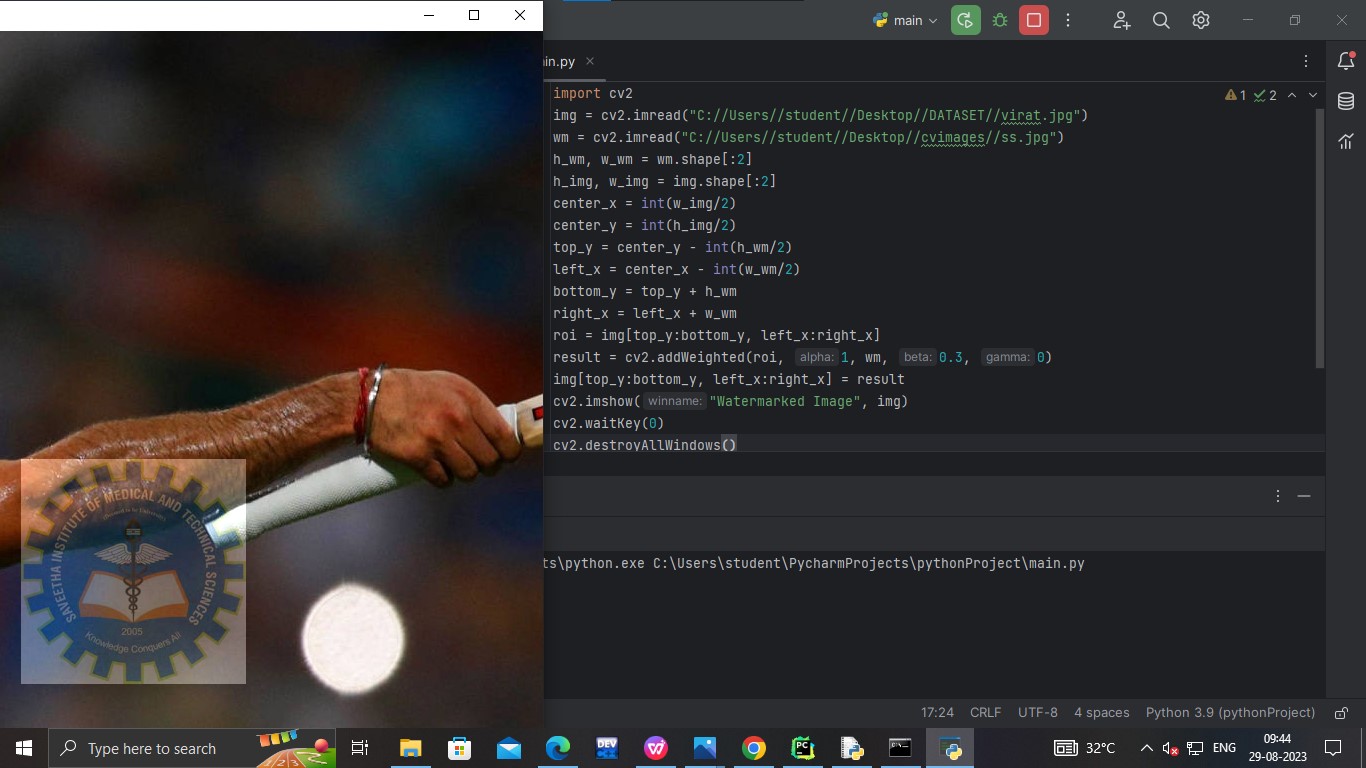 main
in.py
import cv2
1 2
img = cv2.imread("C://Users//student//Desktop//DATASET//virat.jpg")
wm = cv2.imread("C://Users//student//Desktop//cvimages//ss.jpg")
h_wm, w_wm = wm.shape[:2]
h_img, w_img = img.shape[:2]
center_x = int(w_img/2)
center_y = int(h_img/2)
top_y = center_y - int(h_wm/2)
left_x = center_x - int(w_wm/2)
bottom_y = top_y + h_wm
right_x = left_x + w_wm
roi = img[top_y:bottom_y, left_x:right_x]
result = cv2.addWeighted(roi, alpha: 1, wm, beta: 0.3, gamma: 0)
img[top_y:bottom_y, left_x:right_x] = result
cv2.imshow( winname: "Watermarked Image", img)
cv2.waitKey(0)
cv2.destroyAllWindows()
SAVEETHA INSTITUTE OF MEDICAL AND TECHNICAL SCIENCES
2005
Knowledge Conquers All
ts\python.exe C:\Users\student\PycharmProjects\pythonProject\main.py
17:24 CRLF UTF-8 4 spaces Python 3.9 (pythonProject)
Type here to search
DEV
PC
32°C
ENG
09:44
29-08-2023